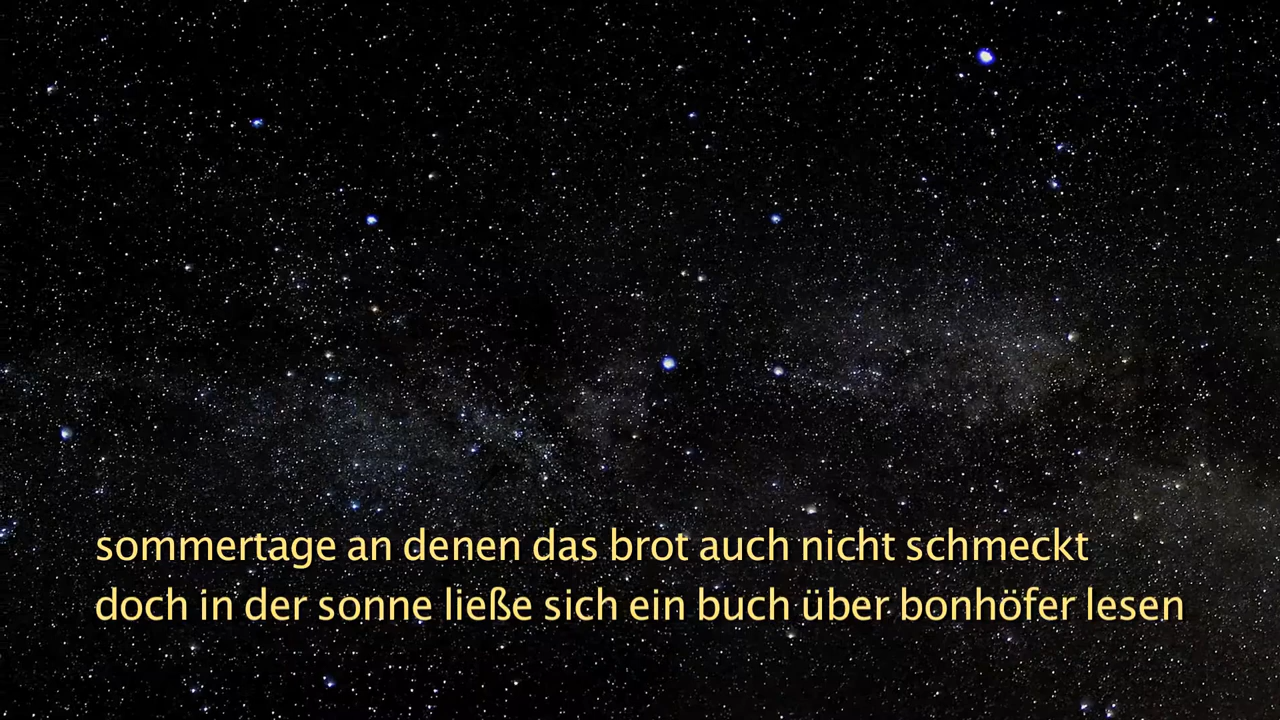 sommertage an denen das brot auch nicht schmeckt
doch in der sonne ließe sich ein buch über bonhöfer lesen